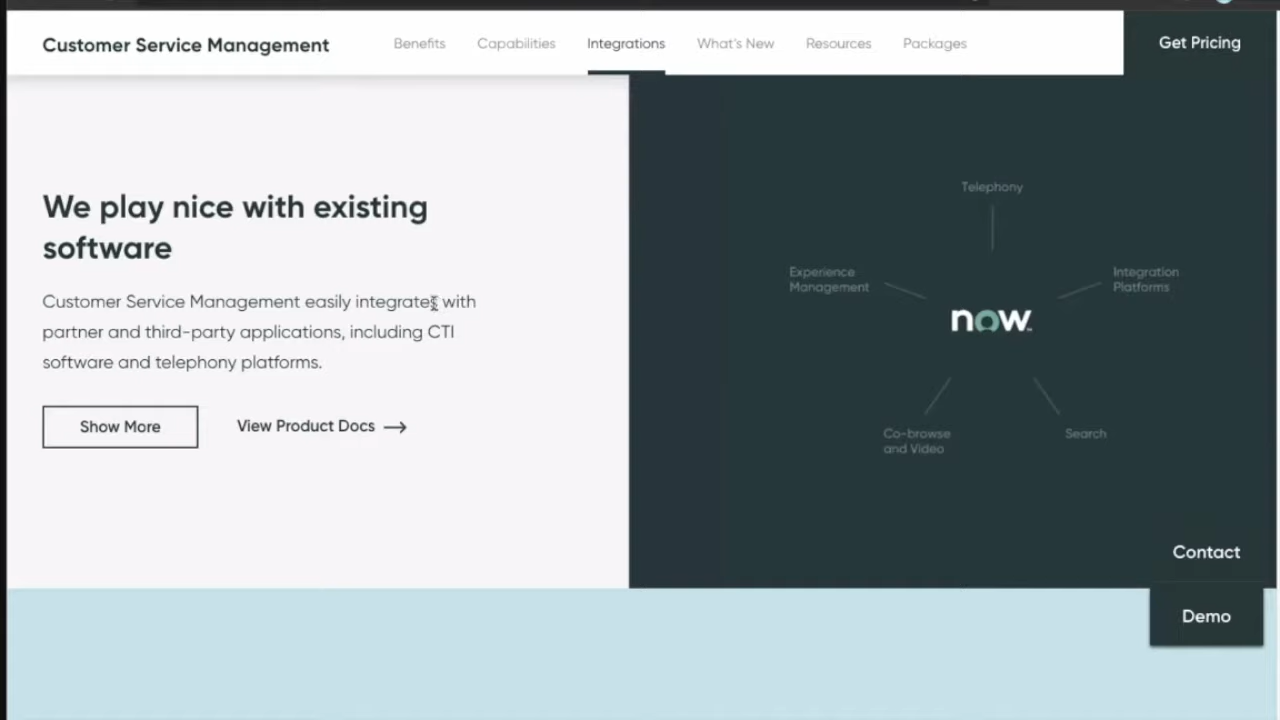 Customer Service Management
Benefits
Capabilities
Integrations
What's New
Resources
Packages
Get Pricing
We play nice with existing
software
Customer Service Management easily integrates with
partner and third-party applications, including CTI
software and telephony platforms.
Show More
View Product Docs
Telephony
Experience
Management
Integration
Platforms
now
Co-browse
and Video
Search
Contact
Demo